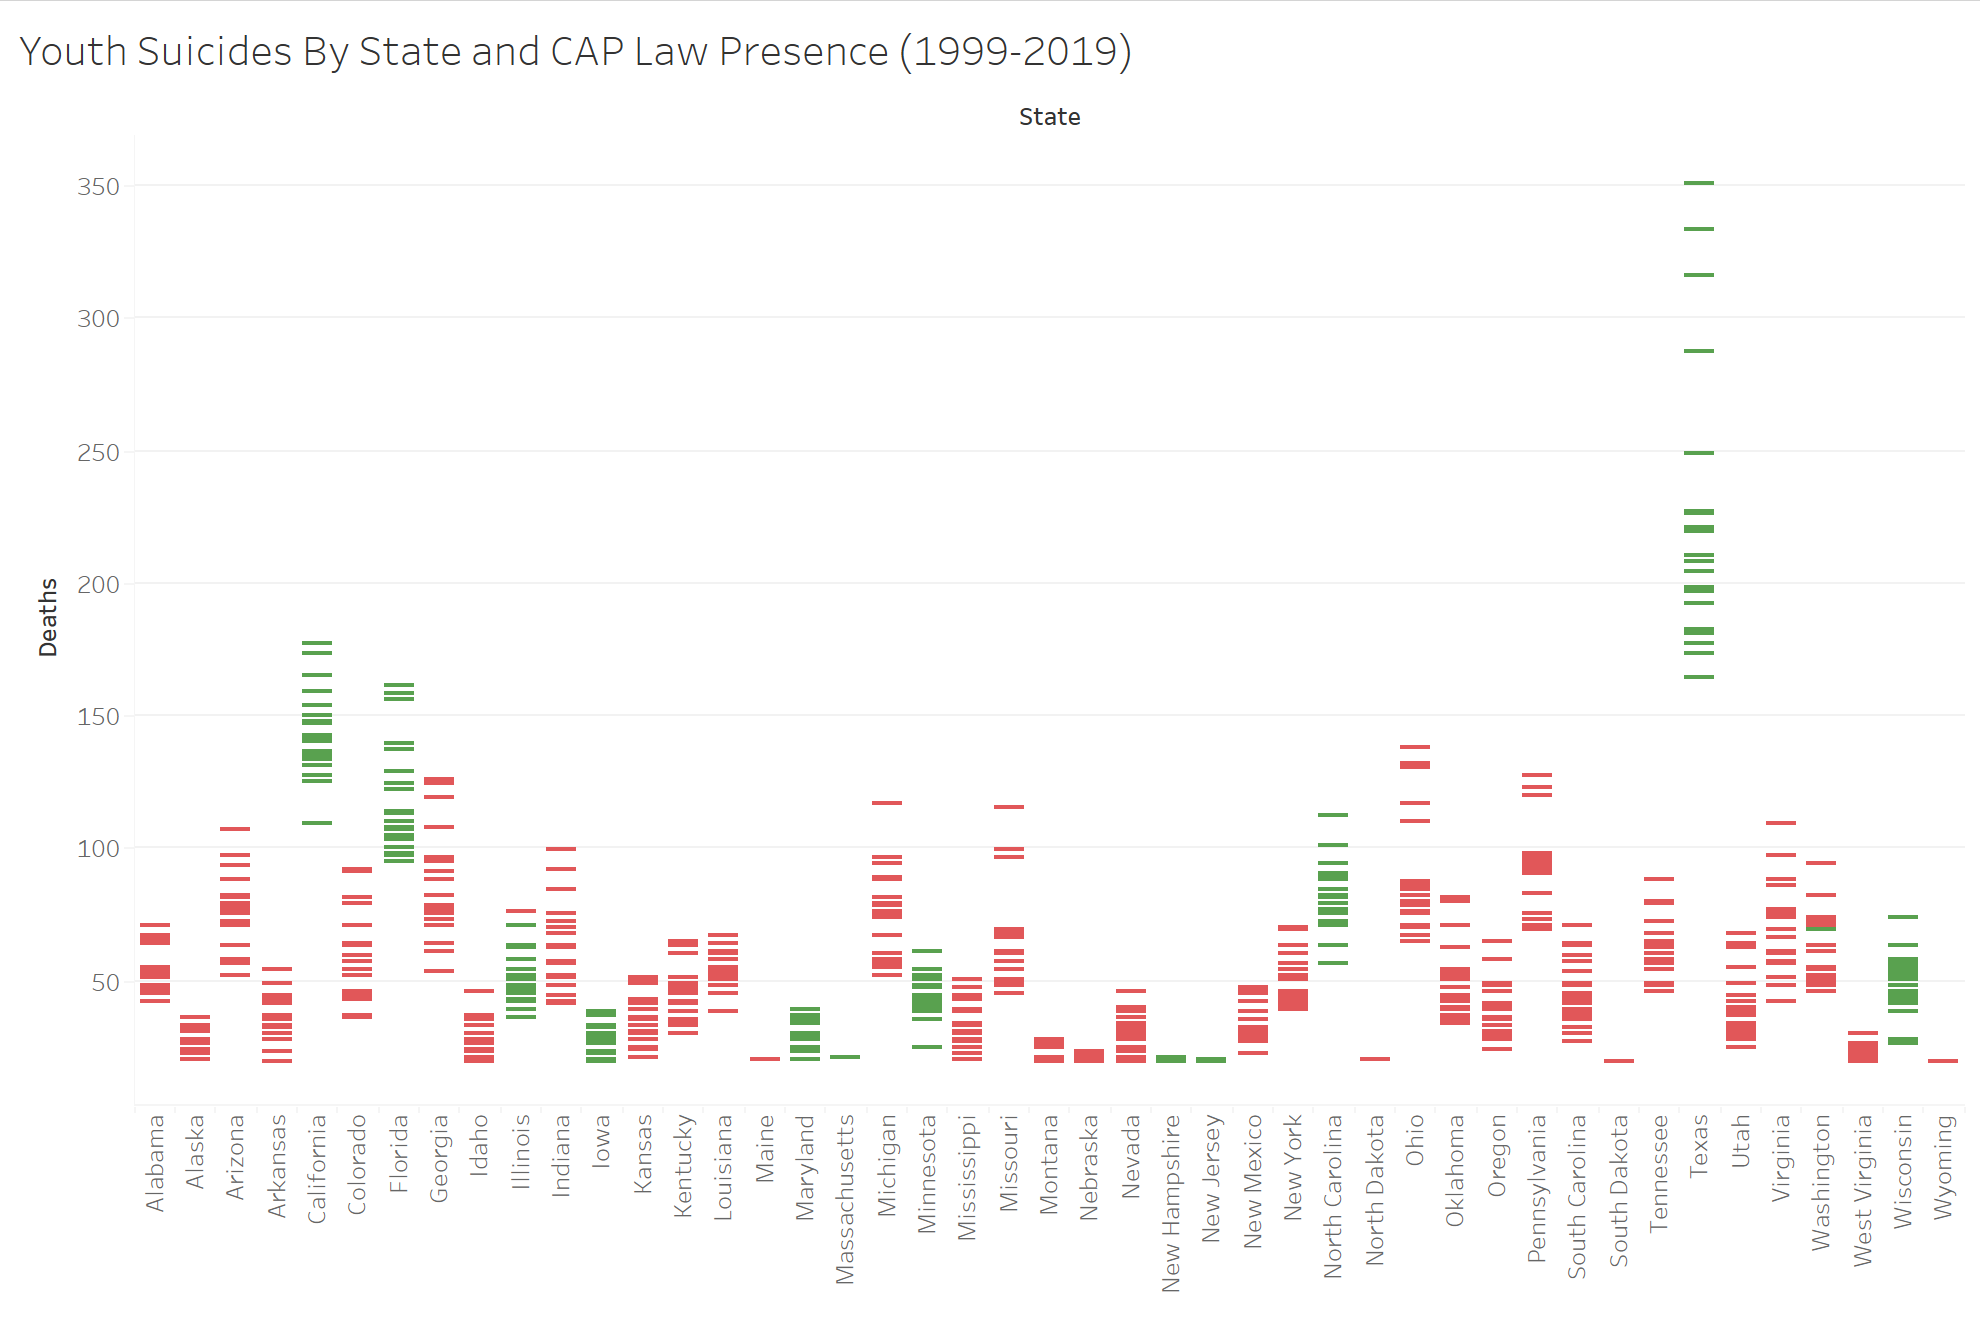 Youth Suicides By State and CAP Law Presence (1999-2019)
State
350
300
250
200
150
100
50
Deaths
Alabama
Alaska
Arizona
Arkansas
California
Colorado
Florida
Georgia
Idaho
Illinois
Indiana
Iowa
Kansas
Kentucky
Louisiana
Maine
Maryland
Massachusetts
Michigan
Minnesota
Mississippi
Missouri
Montana
Nebraska
Nevada
New Hampshire
New Jersey
New Mexico
New York
North Carolina
North Dakota
Ohio
Oklahoma
Oregon
Pennsylvania
South Carolina
South Dakota
Tennessee
Texas
Utah
Virginia
Washington
West Virginia
Wisconsin
Wyoming